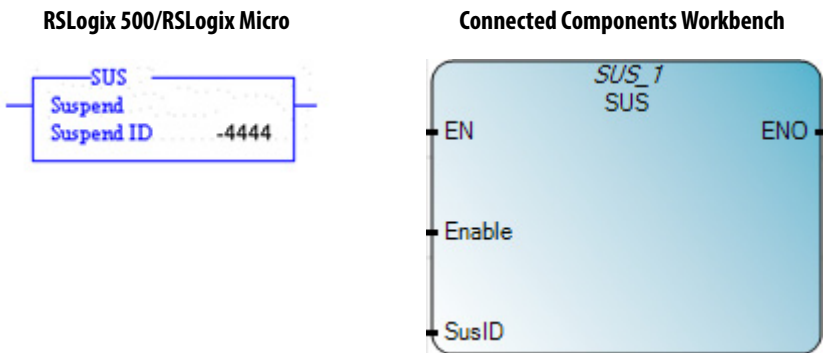 RSLogix 500/RSLogix Micro
Connected Components Workbench
SUS
Suspend
Suspend ID -4444
SUS_1
SUS
EN ENO
Enable
SusID